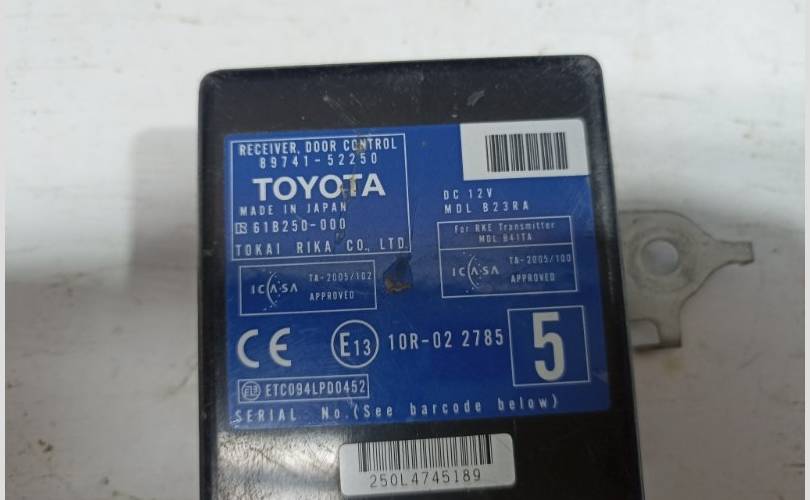 RECEIVER, DOOR CONTROL
89741-52250
TOYOTA
MADE IN JAPAN
61B250-000
TOKAI RIKA CO., LTD.
DC 12V
MDL B23RA
For RKE Transmitter
MDL B41TA
ICASA
TA-2005/102
APPROVED
ICASA
TA-2005/100
APPROVED
CE
E13
10R-02 2785
5
E13
ETC094LPD0452
SERIAL No.(See barcode below)
250L4745189